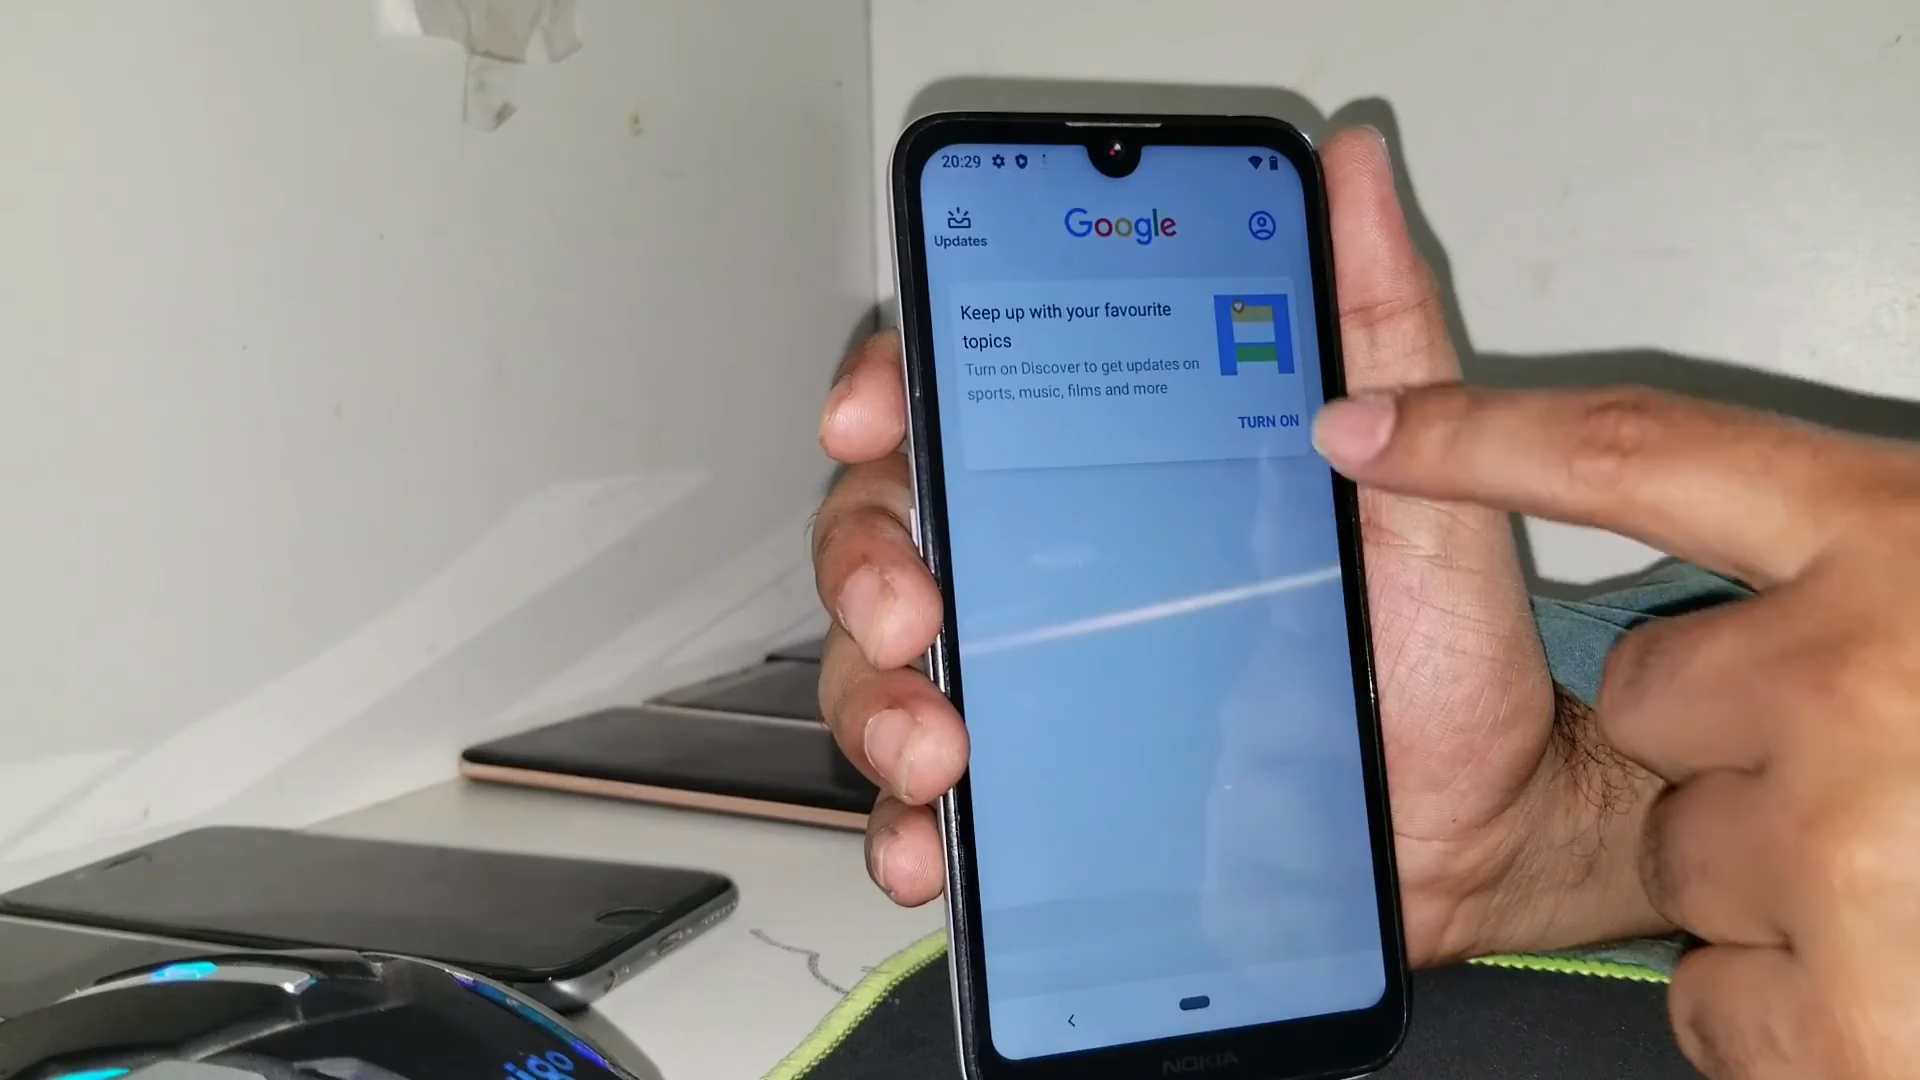 20:29
Updates
Google
Keep up with your favourite
topics
Turn on Discover to get updates on
sports, music, films and more
TURN ON
NOKIA